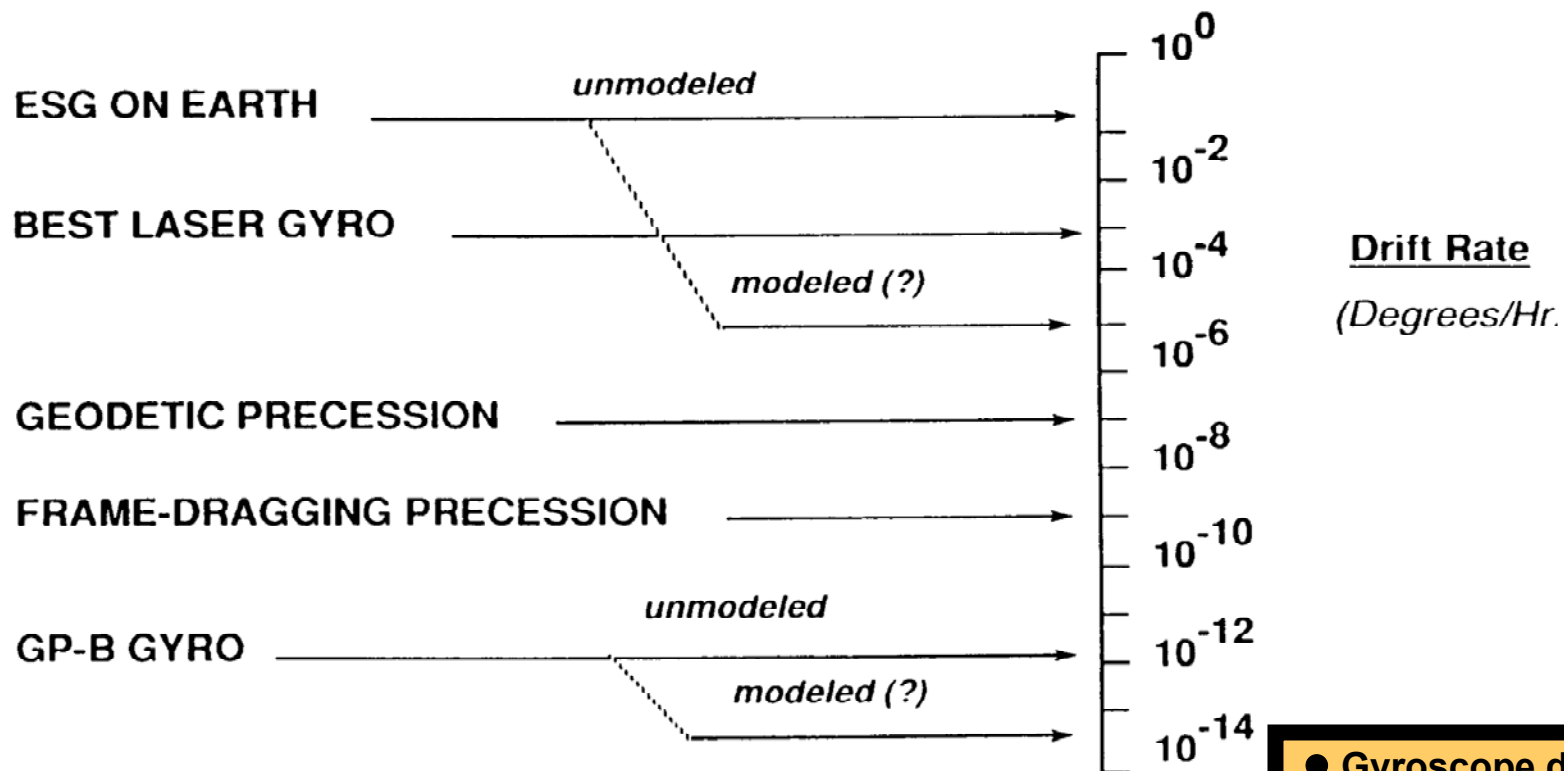 10^0
unmodeled
ESG ON EARTH
10^-2
BEST LASER GYRO
10^-4
Drift Rate
modeled (?)
(Degrees/Hr.
10^-6
GEODETIC PRECESSION
10^-8
FRAME-DRAGGING PRECESSION
10^-10
unmodeled
10^-12
GP-B GYRO
modeled (?)
10^-14
● Gyroscope d